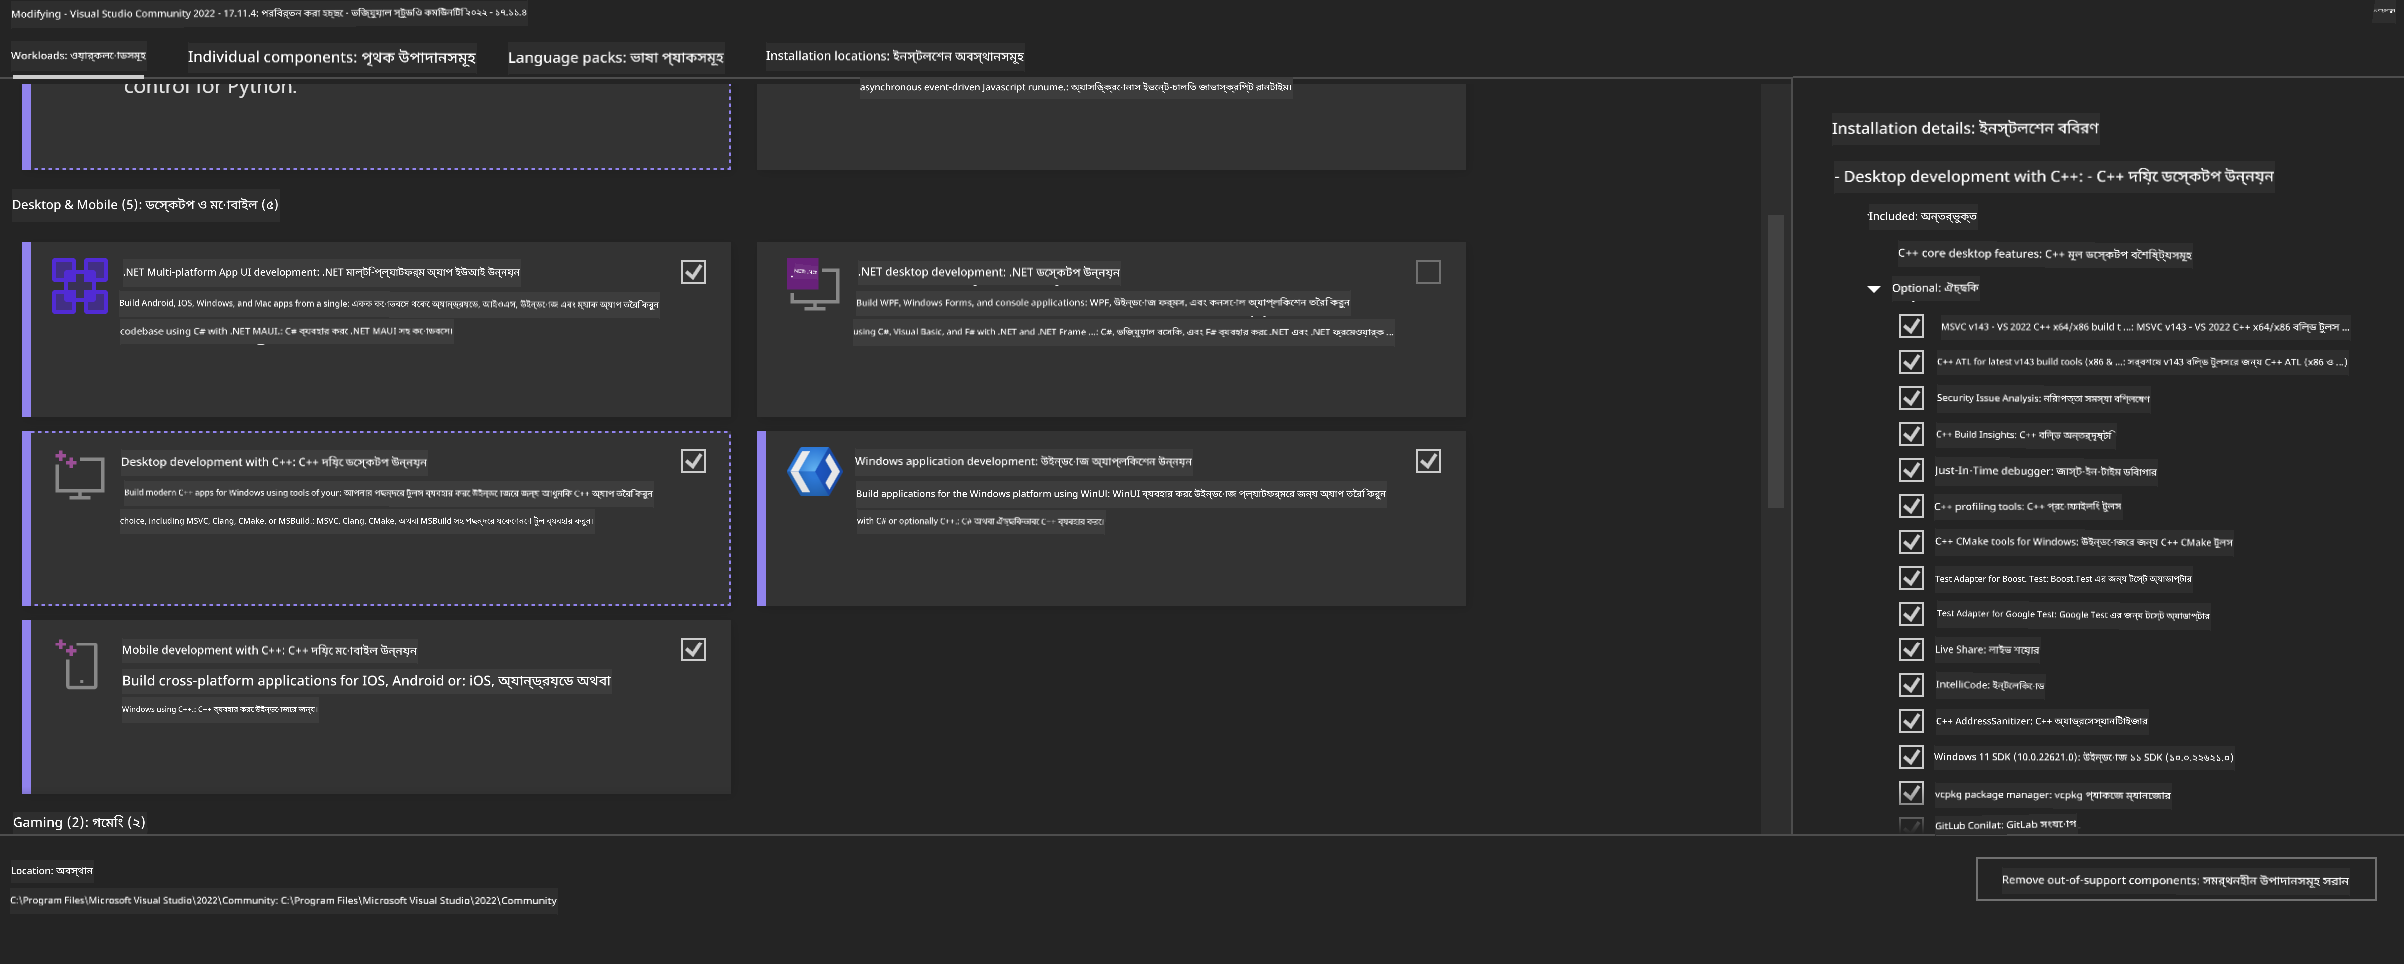 Modifying - Visual Studio Community 2022 - 17.11.4: পরিবর্তন করা হচ্ছে - ভিজ্যুয়াল স্টুডিও কমিউনিটি ২০২২ - ১৭.১১.৪
Workloads: ওয়ার্কলোডসমূহ
Individual components: পৃথক উপাদানসমূহ
Language packs: ভাষা প্যাকসমূহ
Installation locations: ইনস্টলেশন অবস্থানসমূহ
control for Python.
asynchronous event-driven Javascript runume.: অ্যাসিঙ্ক্রোনাস ইভেন্ট-চালিত জাভাস্ক্রিপ্ট রানটাইম।
Desktop & Mobile (5): ডেস্কটপ ও মোবাইল (৫)
.NET Multi-platform App UI development: .NET মাল্টি-প্ল্যাটফর্ম অ্যাপ ইউআই উন্নয়ন
Build Android, IOS, Windows, and Mac apps from a single: একক কোডবেস থেকে অ্যান্ড্রয়েড, আইওএস, উইন্ডোজ এবং ম্যাক অ্যাপ তৈরি করুন
codebase using C# with .NET MAUI.: C# ব্যবহার করে .NET MAUI সহ কোডবেস।
.NET desktop development: .NET ডেস্কটপ উন্নয়ন
Build WPF, Windows Forms, and console applications: WPF, উইন্ডোজ ফর্মস, এবং কনসোল অ্যাপ্লিকেশন তৈরি করুন
using C#, Visual Basic, and F# with .NET and .NET Frame ...: C#, ভিজ্যুয়াল বেসিক, এবং F# ব্যবহার করে .NET এবং .NET ফ্রেমওয়ার্ক ...
Desktop development with C++: C++ দিয়ে ডেস্কটপ উন্নয়ন
Build modern C++ apps for Windows using tools of your: আপনার পছন্দের টুলস ব্যবহার করে উইন্ডোজের জন্য আধুনিক C++ অ্যাপ তৈরি করুন
choice, including MSVC, Clang, CMake, or MSBuild.: MSVC, Clang, CMake, অথবা MSBuild সহ পছন্দের যেকোনো টুল ব্যবহার করুন।
Windows application development: উইন্ডোজ অ্যাপ্লিকেশন উন্নয়ন
Build applications for the Windows platform using WinUI: WinUI ব্যবহার করে উইন্ডোজ প্ল্যাটফর্মের জন্য অ্যাপ তৈরি করুন
with C# or optionally C++.: C# অথবা ঐচ্ছিকভাবে C++ ব্যবহার করে।
Mobile development with C++: C++ দিয়ে মোবাইল উন্নয়ন
Build cross-platform applications for IOS, Android or: iOS, অ্যান্ড্রয়েড অথবা
Windows using C++.: C++ ব্যবহার করে উইন্ডোজের জন্য।
Gaming (2): গেমিং (২)
Installation details: ইনস্টলেশন বিবরণ
- Desktop development with C++: - C++ দিয়ে ডেস্কটপ উন্নয়ন
Included: অন্তর্ভুক্ত
C++ core desktop features: C++ মূল ডেস্কটপ বৈশিষ্ট্যসমূহ
Optional: ঐচ্ছিক
MSVC v143 - VS 2022 C++ x64/x86 build t ...: MSVC v143 - VS 2022 C++ x64/x86 বিল্ড টুলস ...
C++ ATL for latest v143 build tools (x86 & ...: সর্বশেষ v143 বিল্ড টুলসের জন্য C++ ATL (x86 ও ...)
Security Issue Analysis: নিরাপত্তা সমস্যা বিশ্লেষণ
C++ Build Insights: C++ বিল্ড অন্তর্দৃষ্টি
Just-In-Time debugger: জাস্ট-ইন-টাইম ডিবাগার
C++ profiling tools: C++ প্রোফাইলিং টুলস
C++ CMake tools for Windows: উইন্ডোজের জন্য C++ CMake টুলস
Test Adapter for Boost. Test: Boost.Test এর জন্য টেস্ট অ্যাডাপ্টার
Test Adapter for Google Test: Google Test এর জন্য টেস্ট অ্যাডাপ্টার
Live Share: লাইভ শেয়ার
IntelliCode: ইন্টেলিকোড
C++ AddressSanitizer: C++ অ্যাড্রেসস্যানিটাইজার
Windows 11 SDK (10.0.22621.0): উইন্ডোজ ১১ SDK (১০.০.২২৬২১.০)
vcpkg package manager: vcpkg প্যাকেজ ম্যানেজার
GitLub Conilat: GitLab সংযোগ
Location: অবস্থান
C:\Program Files\Microsoft Visual Studio\2022\Community: C:\Program Files\Microsoft Visual Studio\2022\Community
Remove out-of-support components: সমর্থনহীন উপাদানসমূহ সরান